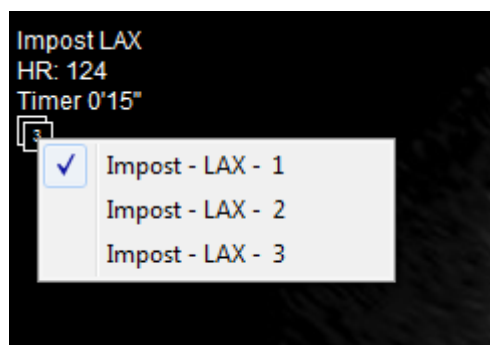 Impost LAX
HR: 124
Timer 0'15"
3
Impost - LAX - 1
Impost - LAX - 2
Impost - LAX - 3